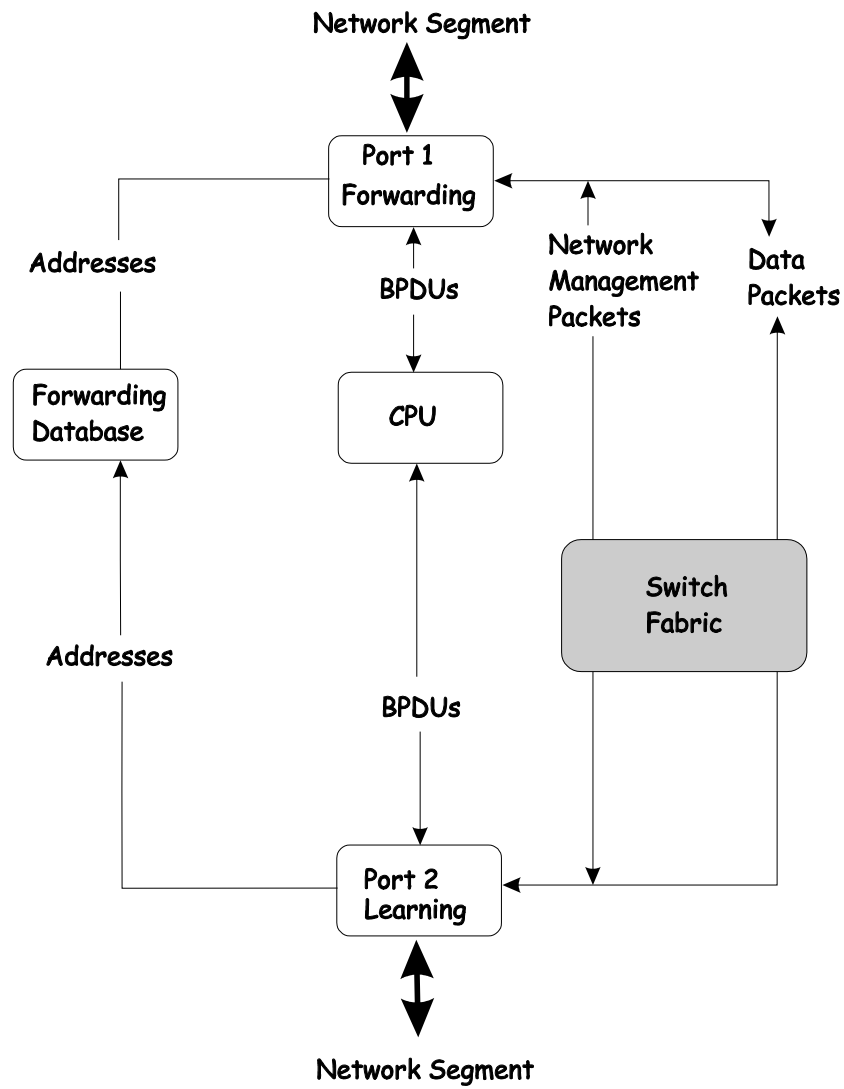 Network Segment
Port 1
Forwarding
Addresses
BPDUs
Network
Management
Packets
Data
Packets
Forwarding
Database
CPU
Switch
Fabric
Addresses
BPDUs
Port 2
Learning
Network Segment